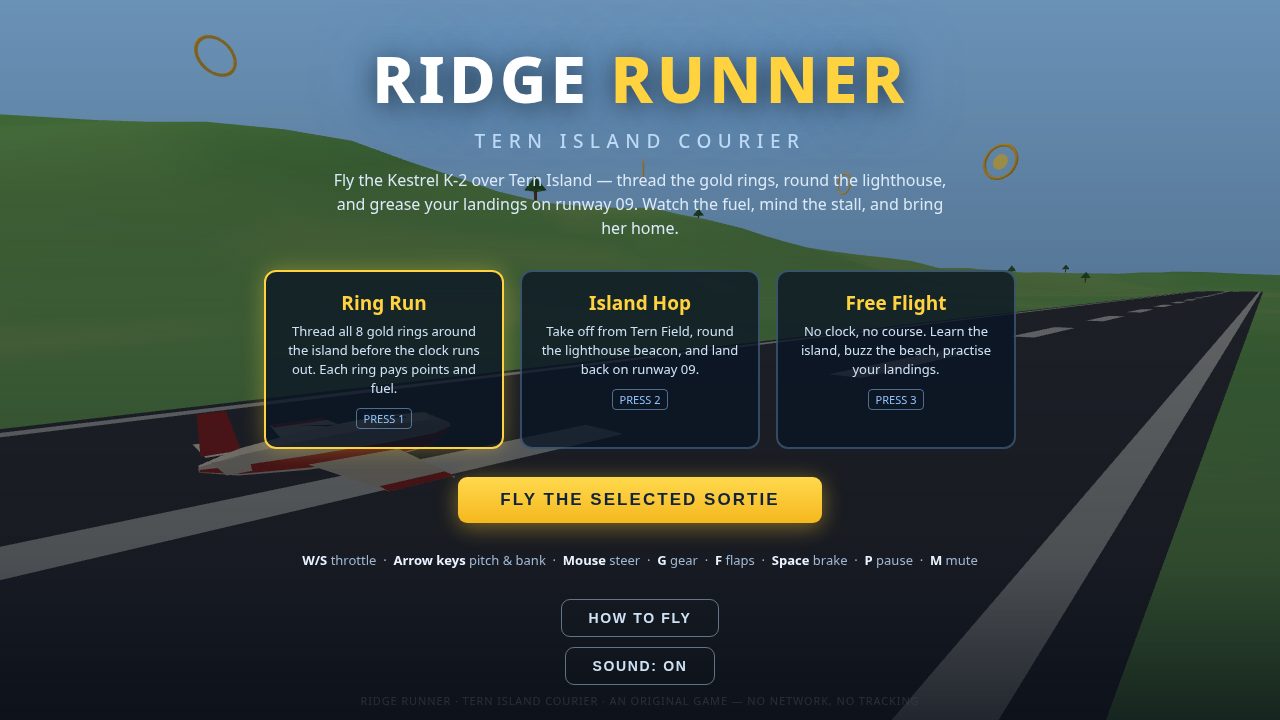 RIDGE RUNNER
TERN ISLAND COURIER
Fly the Kestrel K-2 over Tern Island — thread the gold rings, round the lighthouse,
and grease your landings on runway 09. Watch the fuel, mind the stall, and bring
her home.
Ring Run
Thread all 8 gold rings around
the island before the clock runs
out. Each ring pays points and
fuel.
PRESS 1
Island Hop
Take off from Tern Field, round
the lighthouse beacon, and land
back on runway 09.
PRESS 2
Free Flight
No clock, no course. Learn the
island, buzz the beach, practise
your landings.
PRESS 3
FLY THE SELECTED SORTIE
W/S throttle · Arrow keys pitch & bank · Mouse steer · G gear · F flaps · Space brake · P pause · M mute
HOW TO FLY
SOUND: ON
RIDGE RUNNER · TERN ISLAND COURIER · AN ORIGINAL GAME — NO NETWORK, NO TRACKING